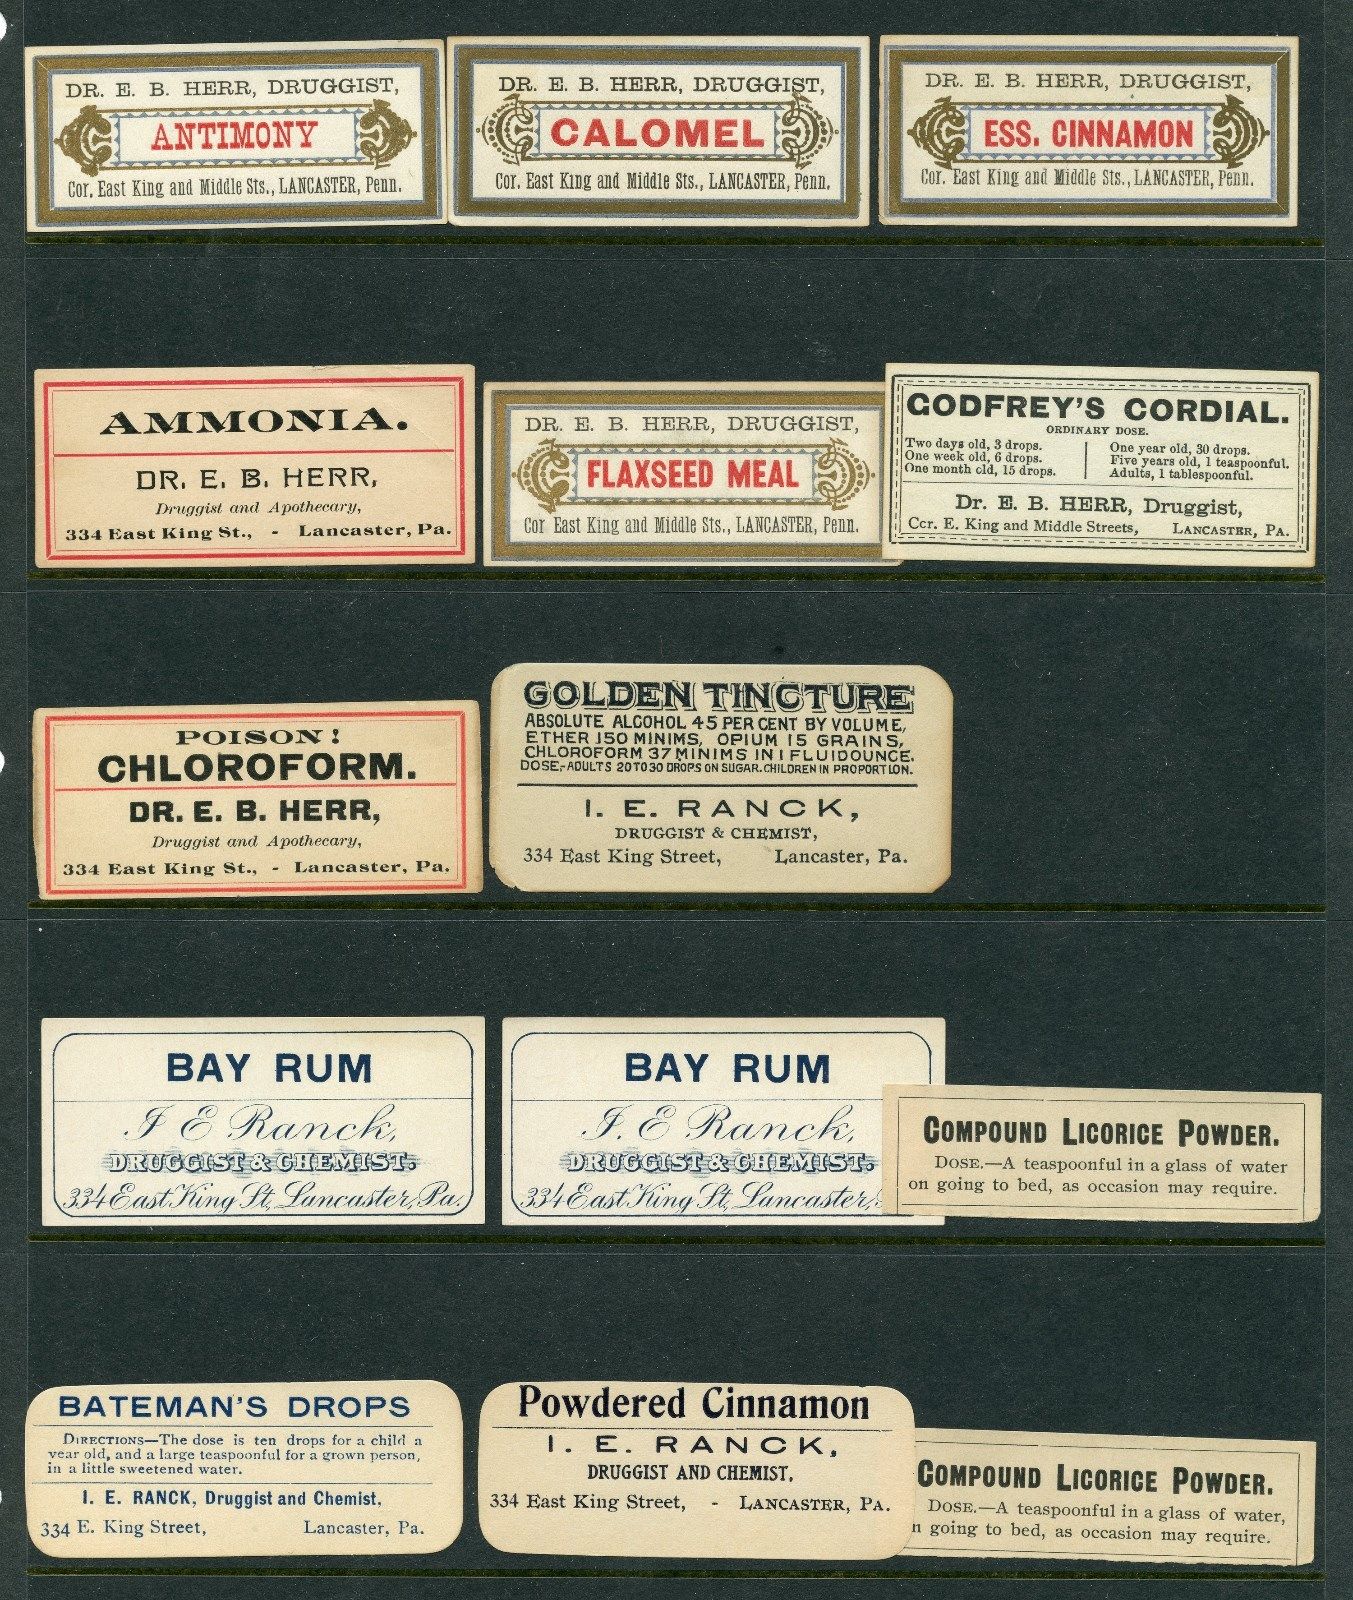 DR. E. B. HERR, DRUGGIST,
ANTIMONY
Cor. East King and Middle Sts., LANCASTER, Penn.
DR. E. B. HERR, DRUGGIST,
CALOMEL
Cor. East King and Middle Sts., LANCASTER, Penn.
DR. E. B. HERR, DRUGGIST,
ESS. CINNAMON
Cor. East King and Middle Sts., LANCASTER, Penn.
AMMONIA.
DR. E. B. HERR,
Druggist and Apothecary,
334 East King St., - Lancaster, Pa.
DR. E. B. HERR, DRUGGIST,
FLAXSEED MEAL
Cor East King and Middle Sts., LANCASTER, Penn.
GODFREY'S CORDIAL.
ORDINARY DOSE.
Two days old, 3 drops.
One week old, 6 drops.
One month old, 15 drops.
One year old, 30 drops.
Five years old, 1 teaspoonful.
Adults, 1 tablespoonful.
Dr. E. B. HERR, Druggist,
Ccr. E. King and Middle Streets, LANCASTER, PA.
POISON!
CHLOROFORM.
DR. E. B. HERR,
Druggist and Apothecary,
334 East King St., - Lancaster, Pa.
GOLDEN TINCTURE
ABSOLUTE ALCOHOL 45 PER CENT BY VOLUME,
ETHER 150 MINIMS, OPIUM 15 GRAINS,
CHLOROFORM 37 MINIMS IN 1 FLUIDOUNCE.
DOSE,-ADULTS 20 TO 30 DROPS ON SUGAR. CHILDREN IN PROPORTION.
I. E. RANCK,
DRUGGIST & CHEMIST,
334 East King Street, Lancaster, Pa.
BAY RUM
I E Ranck,
DRUGGIST & CHEMIST.
334 East King St, Lancaster, Pa.
BAY RUM
I. E Ranck,
DRUGGIST & CHEMIST.
334 East King St, Lancaster,
COMPOUND LICORICE POWDER.
DOSE.—A teaspoonful in a glass of water
on going to bed, as occasion may require.
BATEMAN'S DROPS
DIRECTIONS—The dose is ten drops for a child a
year old, and a large teaspoonful for a grown person,
in a little sweetened water.
I. E. RANCK, Druggist and Chemist,
334 E. King Street, Lancaster, Pa.
Powdered Cinnamon
I. E. RANCK,
DRUGGIST AND CHEMIST,
334 East King Street, - LANCASTER, PA.
COMPOUND LICORICE POWDER.
DOSE.—A teaspoonful in a glass of water,
n going to bed, as occasion may require.